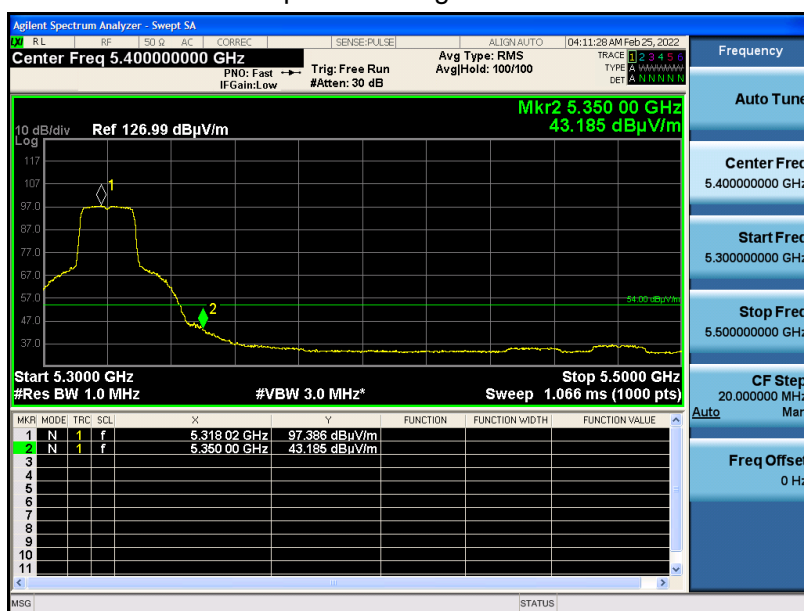 Agilent Spectrum Analyzer - Swept SA
LXI RL RF 50 Ω AC CORREC SENSE:PULSE ALIGN AUTO 04:11:28 AM Feb 25, 2022
Center Freq 5.400000000 GHz
PNO: Fast
IFGain:Low
Trig: Free Run
#Atten: 30 dB
Avg Type: RMS
Avg|Hold: 100/100
TRACE 1 2 3 4 5 6
TYPE A WWWWW
DET A N N N N N
Frequency
Auto Tune
Center Freq
5.400000000 GHz
Start Freq
5.300000000 GHz
Stop Freq
5.500000000 GHz
CF Step
20.000000 MHz
Auto Man
Freq Offset
0 Hz
Mkr2 5.350 00 GHz
43.185 dBµV/m
10 dB/div Ref 126.99 dBµV/m
Log
117
107
97.0
87.0
77.0
67.0
57.0
47.0
37.0
1
2
54.00 dBµV/m
Start 5.3000 GHz Stop 5.5000 GHz
#Res BW 1.0 MHz #VBW 3.0 MHz* Sweep 1.066 ms (1000 pts)
MKR MODE TRC SCL X Y FUNCTION FUNCTION WIDTH FUNCTION VALUE
1 N 1 f 5.318 02 GHz 97.386 dBµV/m
2 N 1 f 5.350 00 GHz 43.185 dBµV/m
3
4
5
6
7
8
9
10
11
MSG STATUS